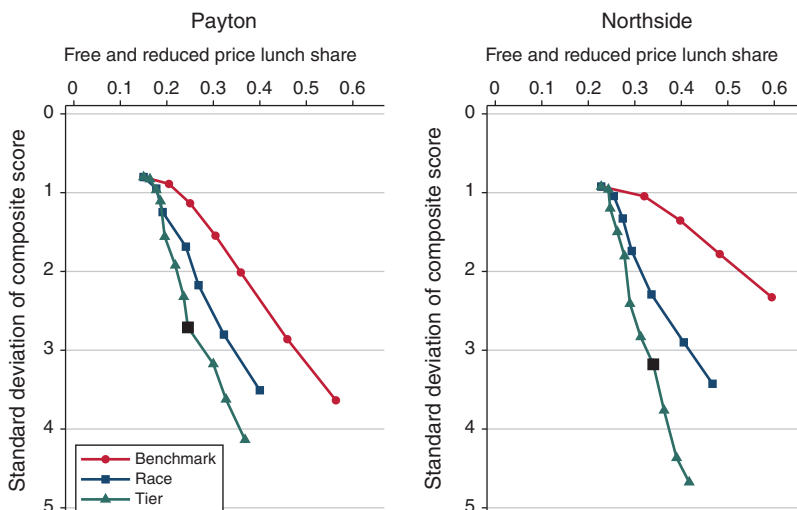 Payton
Free and reduced price lunch share
0 0.1 0.2 0.3 0.4 0.5 0.6
Standard deviation of composite score
0
1
2
3
4
5
Benchmark
Race
Tier
Northside
Free and reduced price lunch share
0 0.1 0.2 0.3 0.4 0.5 0.6
Standard deviation of composite score
0
1
2
3
4
5